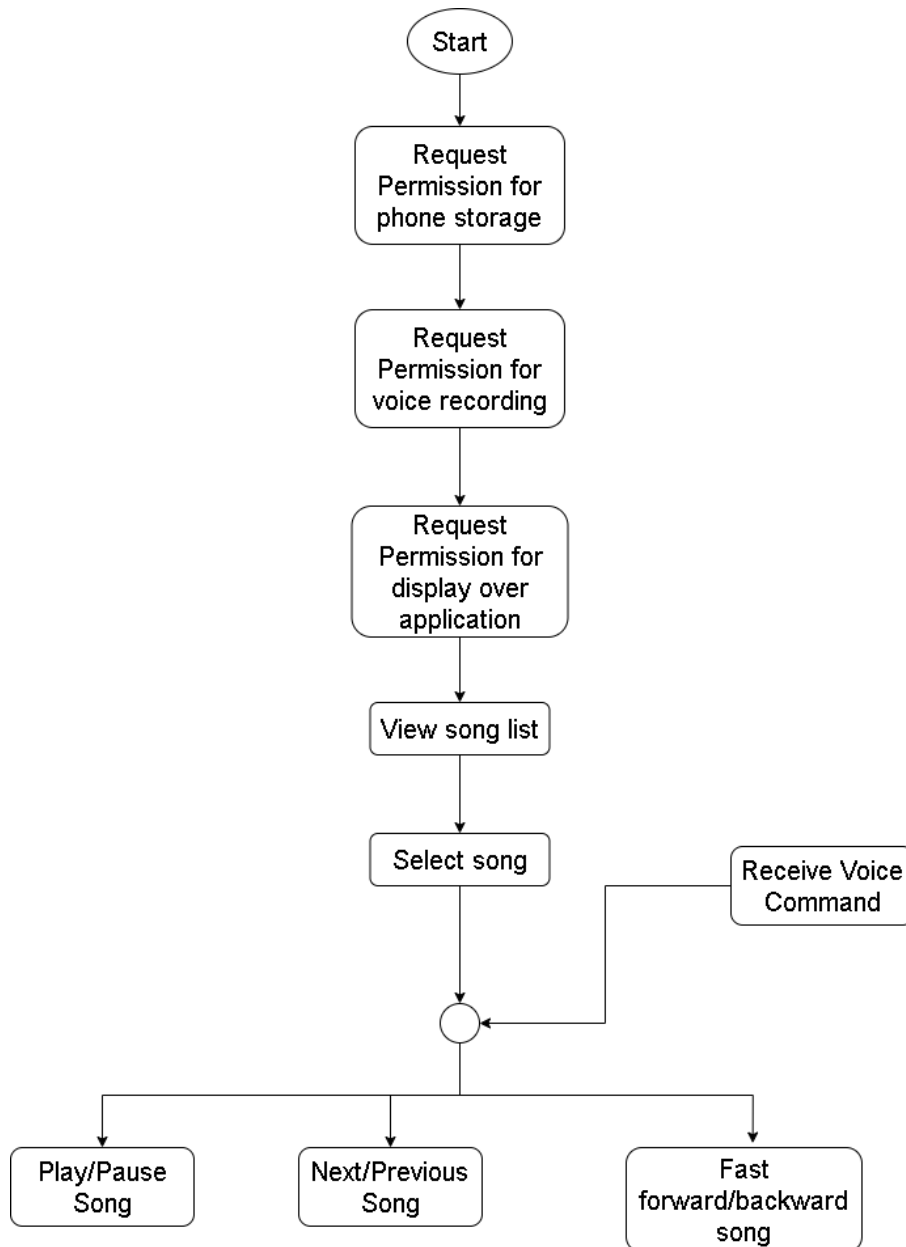 Start
Request
Permission for
phone storage
Request
Permission for
voice recording
Request
Permission for
display over
application
View song list
Select song
Receive Voice
Command
Play/Pause
Song
Next/Previous
Song
Fast
forward/backward
song